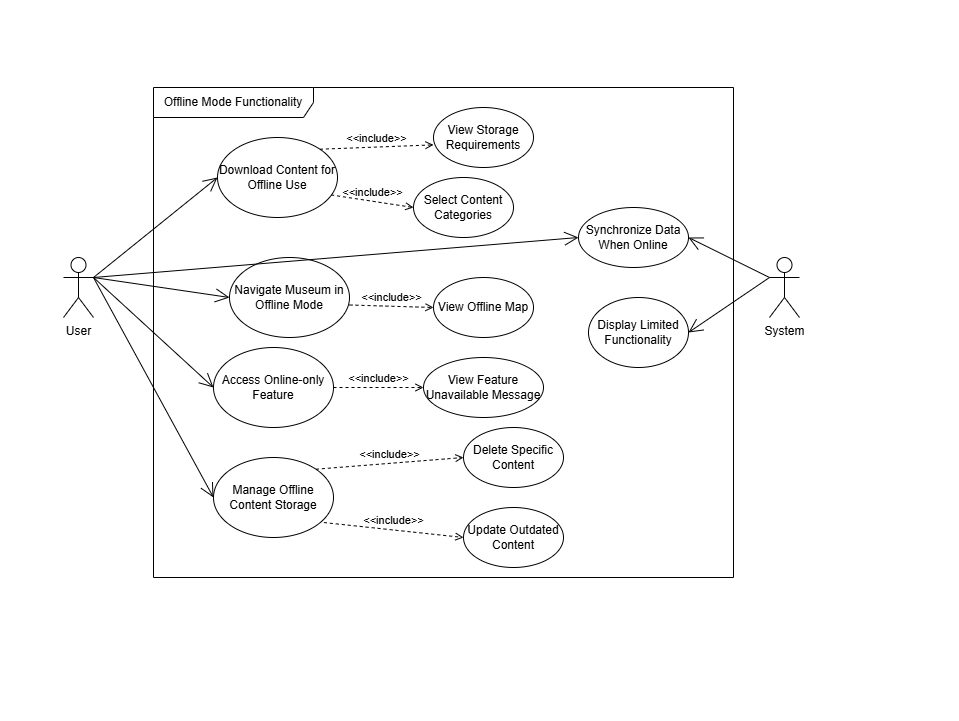 Offline Mode Functionality
<<include>>
View Storage
Requirements
Download Content for
Offline Use
<<include>>
Select Content
Categories
Synchronize Data
When Online
Navigate Museum in
Offline Mode
<<include>>
View Offline Map
User
Display Limited
Functionality
System
Access Online-only
Feature
<<include>>
View Feature
Unavailable Message
<<include>>
Delete Specific
Content
Manage Offline
Content Storage
<<include>>
Update Outdated
Content